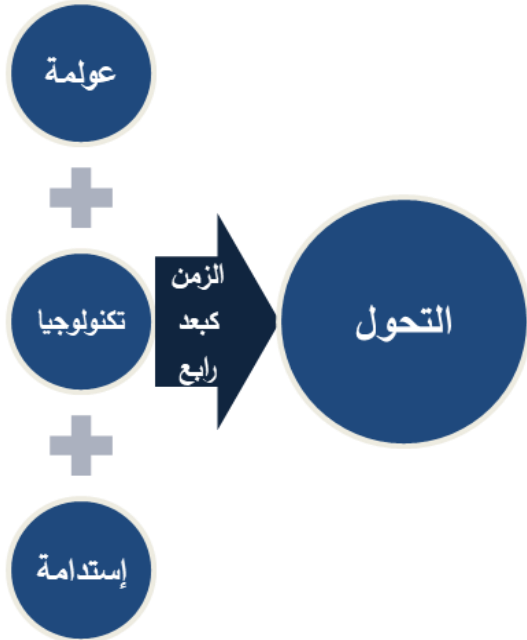 عولمة
تكنولوجيا
إستدامة
الزمن
كبعد
رابع
التحول